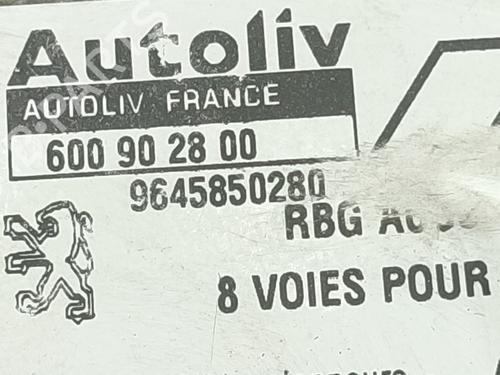 Autoliv
AUTOLIV FRANCE
600 90 28 00
9645850280
RBG
8 VOIES POUR